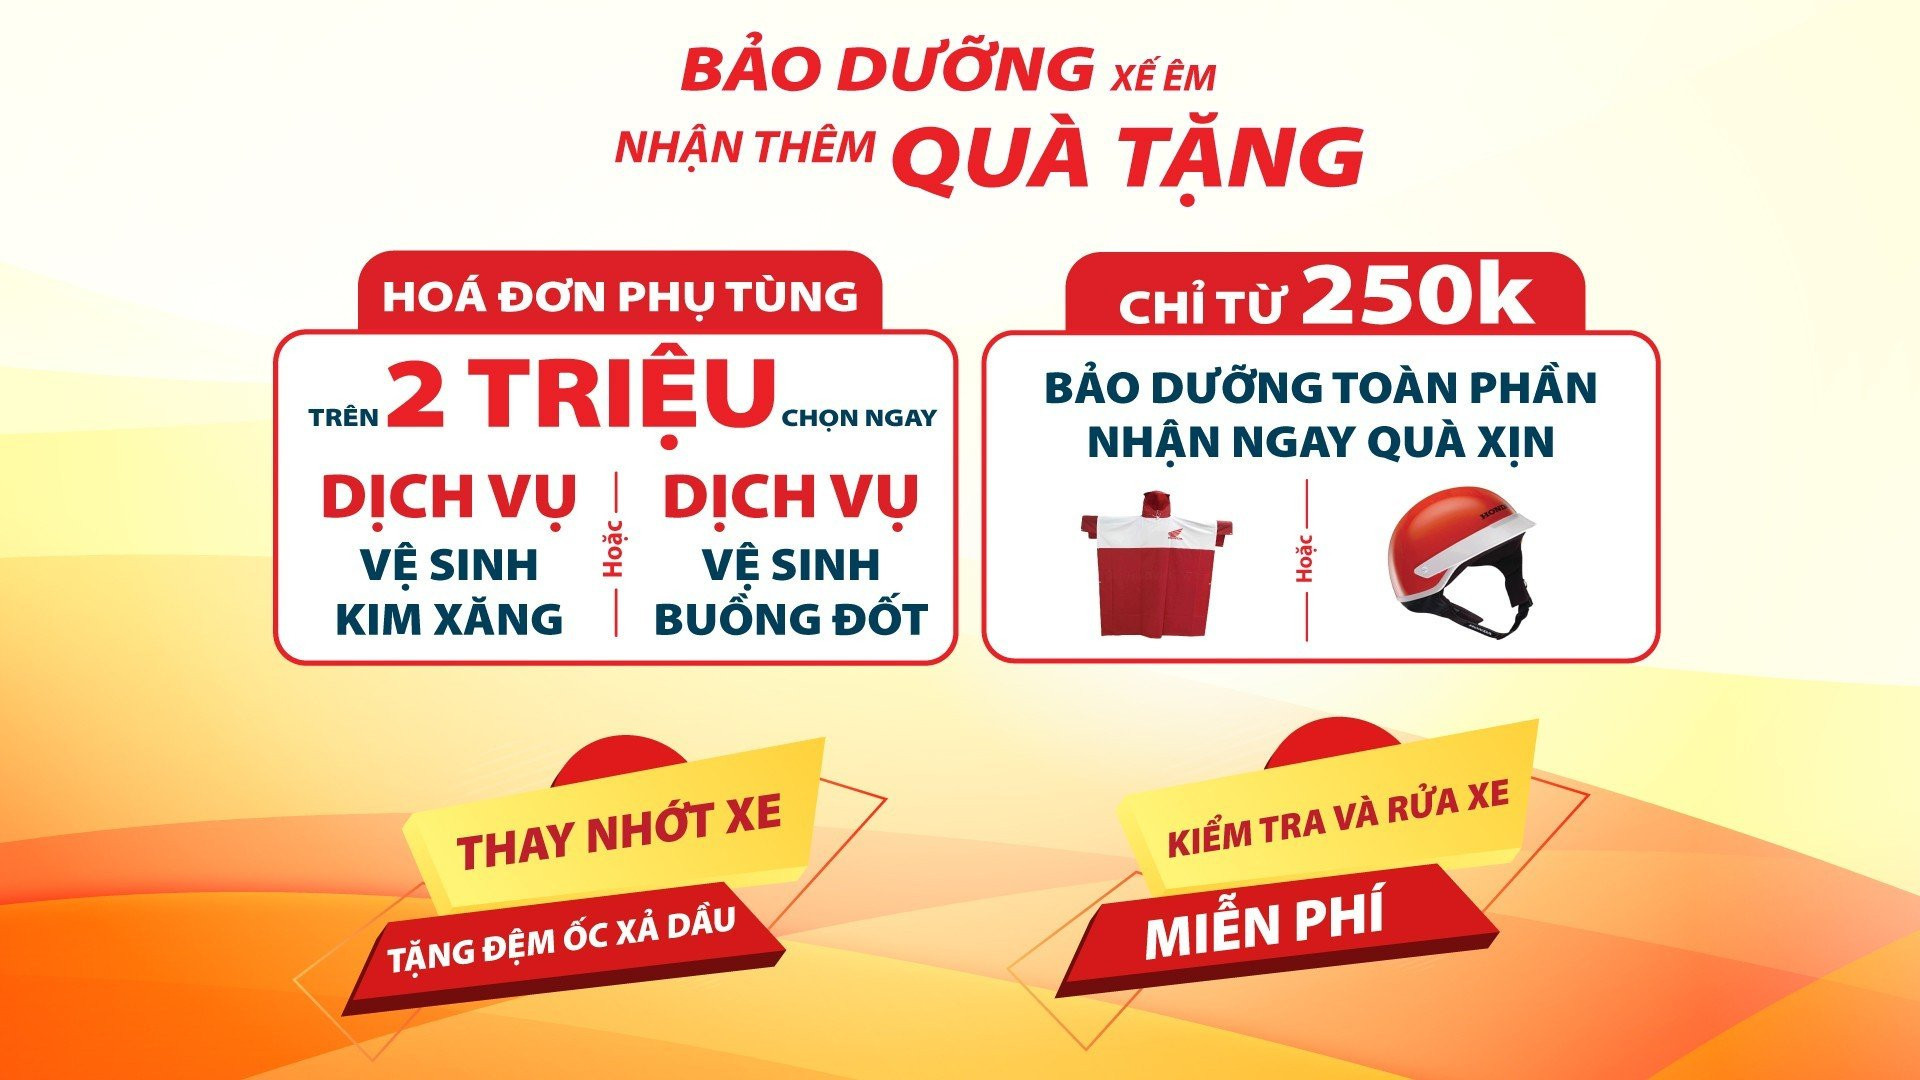 BẢO DƯỠNG XẾ ÊM
NHẬN THÊM QUÀ TẶNG
HOÁ ĐƠN PHỤ TÙNG
TRÊN 2 TRIỆU CHỌN NGAY
DỊCH VỤ
VỆ SINH
KIM XĂNG
Hoặc
DỊCH VỤ
VỆ SINH
BUỒNG ĐỐT
CHỈ TỪ 250k
BẢO DƯỠNG TOÀN PHẦN
NHẬN NGAY QUÀ XỊN
Hoặc
HONDA
THAY NHỚT XE
TẶNG ĐỆM ỐC XẢ DẦU
KIỂM TRA VÀ RỬA XE
MIỄN PHÍ